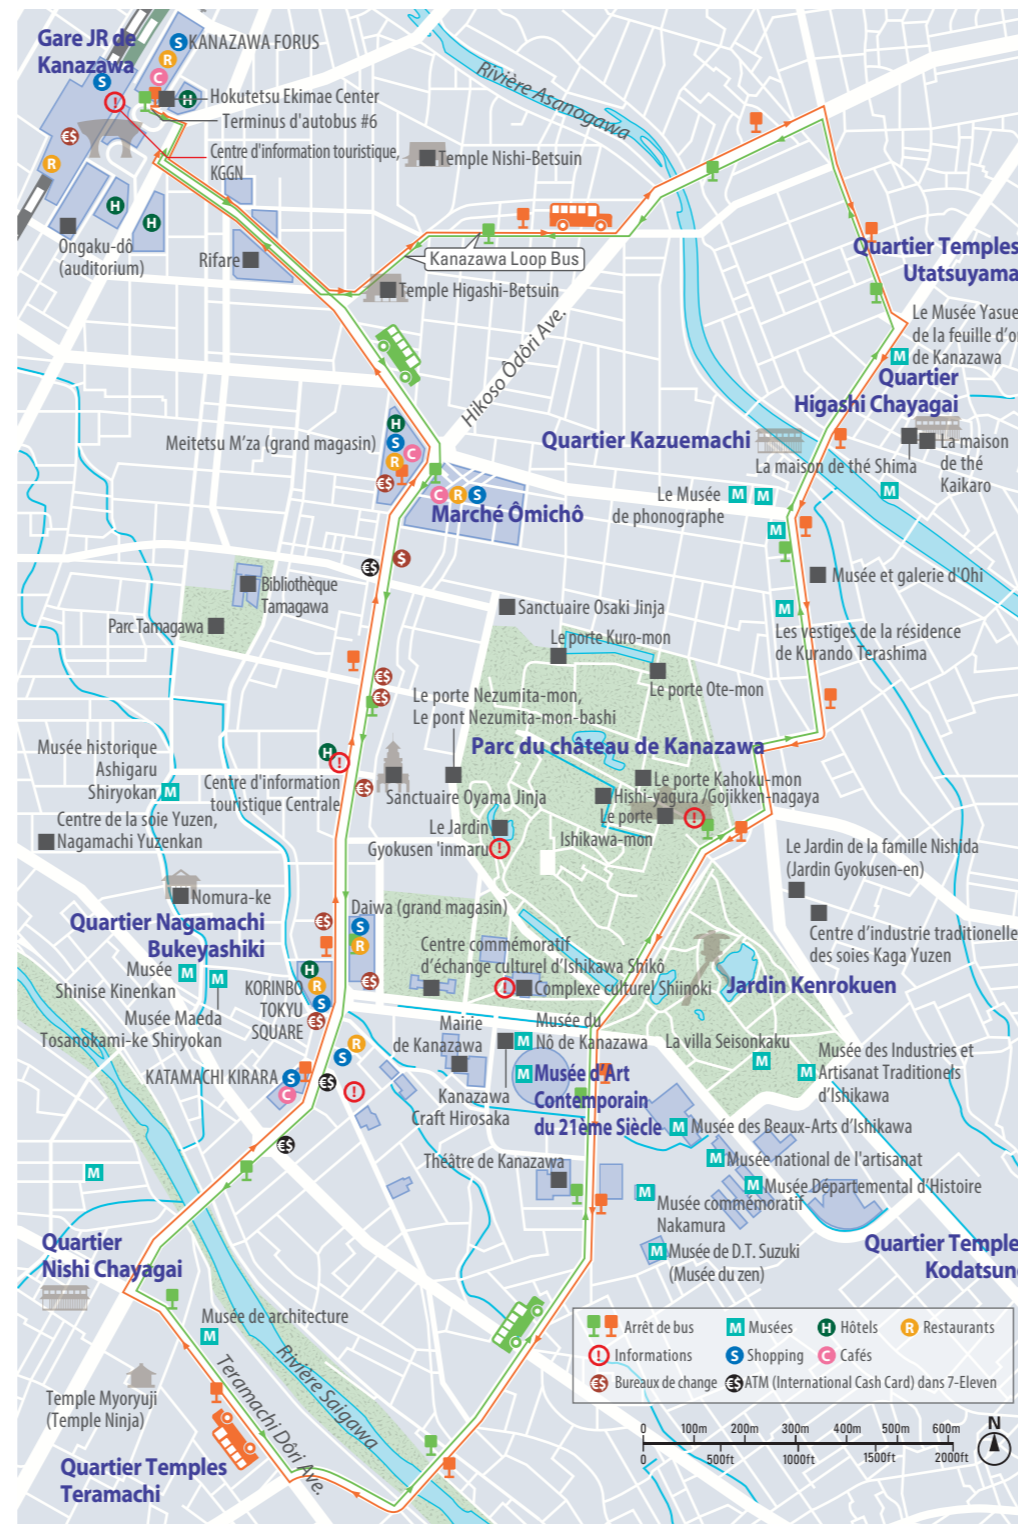 Gare JR de
Kanazawa
S KANAZAWA FORUS
R
C
S
!
H
Hokutetsu Ekimae Center
Terminus d'autobus #6
Centre d'information touristique,
KGGN
€$
R
H
H
Ongaku-dô
(auditorium)
Rifare
Temple Nishi-Betsuin
Rivière Asanogawa
Kanazawa Loop Bus
Temple Higashi-Betsuin
Hikoso Ôdôri Ave.
Quartier Temples
Utatsuyama
Le Musée Yasue
de la feuille d'o
M de Kanazawa
Quartier
Higashi Chayagai
La maison
de thé
Kaikaro
Quartier Kazuemachi
La maison de thé Shima
M
Meitetsu M'za (grand magasin)
H
S
C
R
€$
C R S
Marché Ômichô
Le Musée
de phonographe
M M
M
€$
$
Bibliothèque
Tamagawa
Parc Tamagawa
Sanctuaire Osaki Jinja
Musée et galerie d'Ohi
M
Les vestiges de la résidence
de Kurando Terashima
Le porte Kuro-mon
Le porte Ote-mon
€$
€$
Le porte Nezumita-mon,
Le pont Nezumita-mon-bashi
Parc du château de Kanazawa
Musée historique
Ashigaru
Shiryokan
M
H
!
€$
Centre d'information
touristique Centrale
Sanctuaire Oyama Jinja
Le porte Kahoku-mon
Hishi-yagura /Gojikken-nagaya
Le porte
Ishikawa-mon
!
Centre de la soie Yuzen,
Nagamachi Yuzenkan
Le Jardin
Gyokusen 'inmaru
!
Le Jardin de la famille Nishida
(Jardin Gyokusen-en)
Nomura-ke
Quartier Nagamachi
Bukeyashiki
Daiwa (grand magasin)
€$
S
R
€$
Centre d'industrie traditionelle
des soies Kaga Yuzen
Centre commémoratif
d'échange culturel d'Ishikawa Shikô
! Complexe culturel Shiinoki
Jardin Kenrokuen
Musée
Shinise Kinenkan
M
M
Musée Maeda
Tosanokami-ke Shiryokan
H
R
S
€$
KORINBO
TOKYU
SQUARE
Mairie
de Kanazawa
Musée du
Nô de Kanazawa
M
La villa Seisonkaku
M
M
Musée des Industries et
Artisanat Traditionels
d'Ishikawa
R
S
KATAMACHI KIRARA S
C
€$
!
Kanazawa
Craft Hirosaka
M
Musée d'Art
Contemporain
du 21ème Siècle
M Musée des Beaux-Arts d'Ishikawa
€$
Théâtre de Kanazawa
M Musée national de l'artisanat
M Musée Départemental d'Histoire
M
M
Musée commémoratif
Nakamura
M Musée de D.T. Suzuki
(Musée du zen)
Quartier Temple
Kodatsuno
Quartier
Nishi Chayagai
Musée de architecture
M
Temple Myoryuji
(Temple Ninja)
Teramachi Dôri Ave.
Rivière Saigawa
Quartier Temples
Teramachi
Arrêt de bus M Musées H Hôtels R Restaurants
! Informations S Shopping C Cafés
€$ Bureaux de change €$ ATM (International Cash Card) dans 7-Eleven
0 100m 200m 300m 400m 500m 600m
0 500ft 1000ft 1500ft 2000ft
N